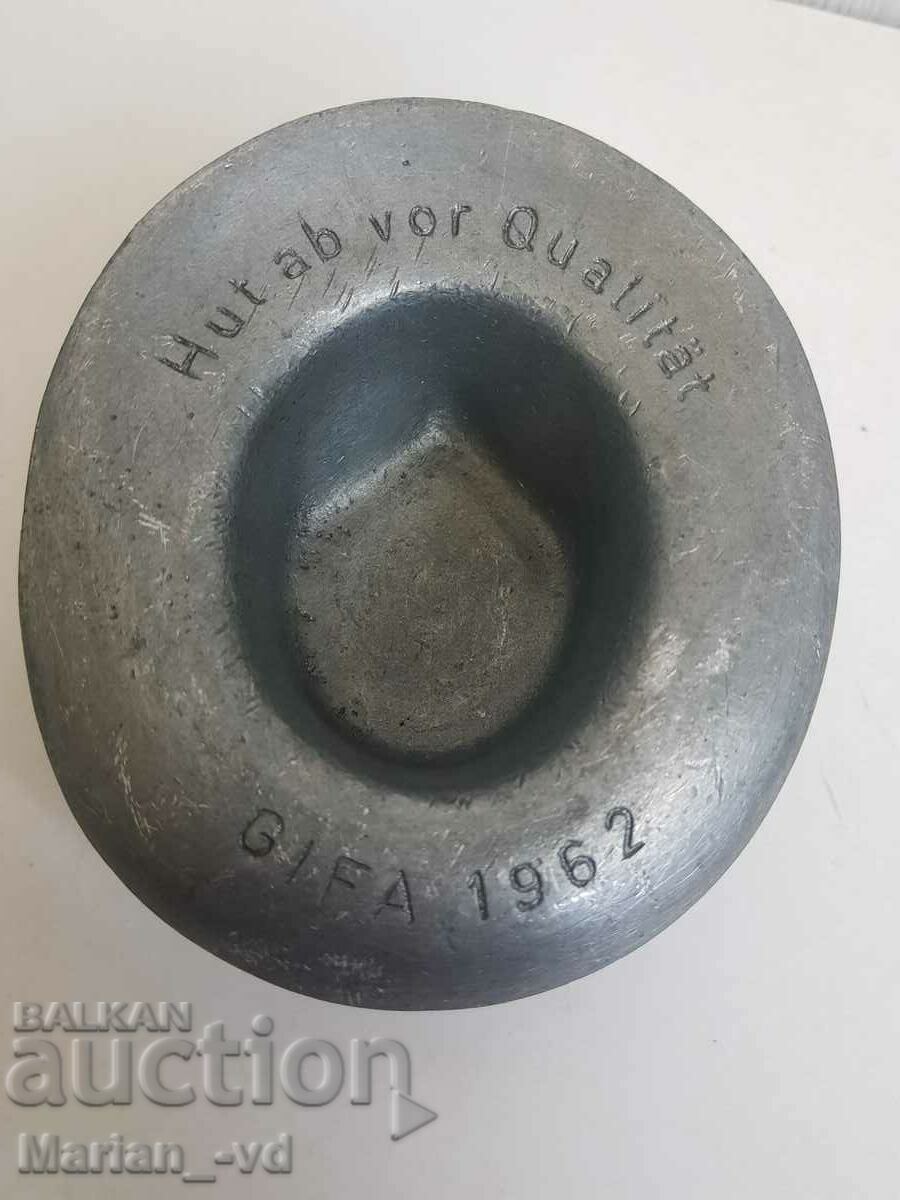 Hut ab vor Qualität
GIFA 1962
BALKAN
auction
Marian_-vd